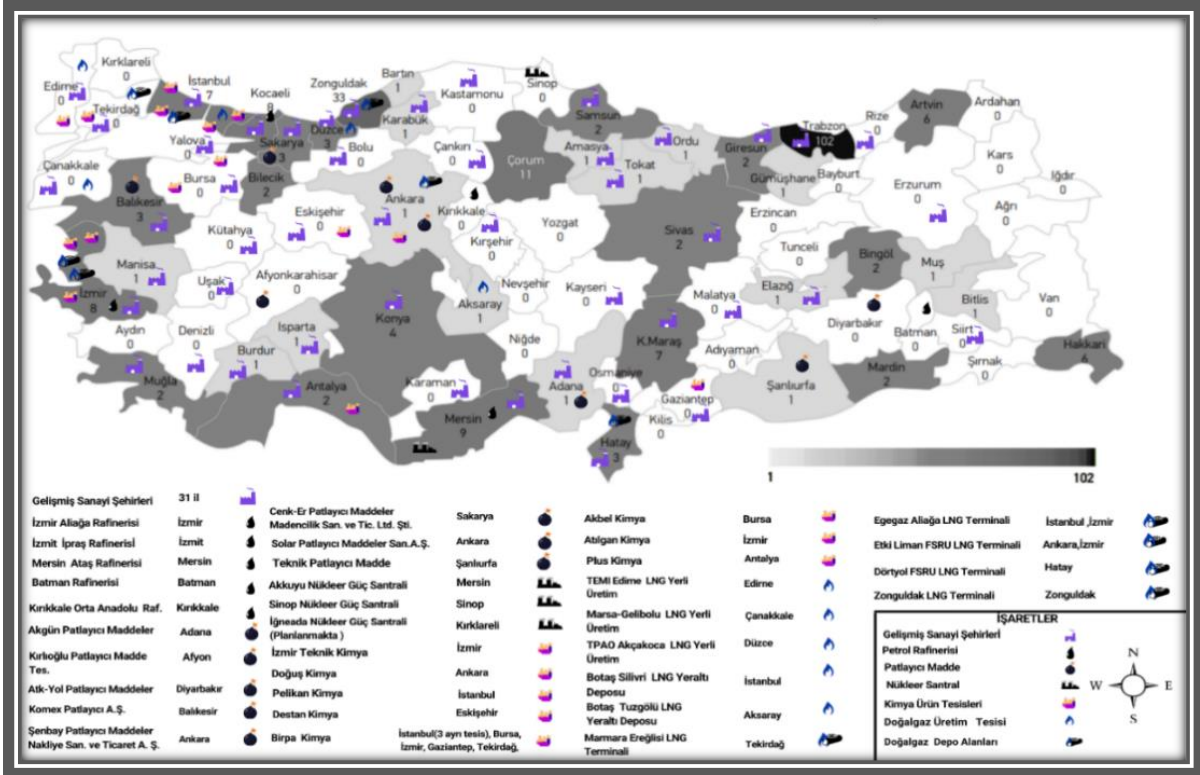 Kırklareli
0
Edirne
0
Tekirdağ
0
İstanbul
7
Kocaeli
8
Yalova
0
Sakarya
3
Düzce
3
Zonguldak
33
Bartın
1
Karabük
1
Kastamonu
0
Sinop
0
Samsun
2
Bolu
0
Çankırı
0
Çorum
11
Amasya
1
Tokat
1
Ordu
1
Giresun
2
Trabzon
102
Rize
0
Artvin
6
Ardahan
0
Kars
0
Iğdır
0
Gümüşhane
1
Bayburt
0
Erzurum
0
Ağrı
0
Çanakkale
0
Balıkesir
3
Bursa
0
Bilecik
2
Eskişehir
0
Ankara
1
Kırıkkale
0
Kırşehir
0
Yozgat
0
Sivas
2
Erzincan
0
Tunceli
0
Bingöl
2
Muş
1
Kütahya
0
Manisa
1
Uşak
0
Afyonkarahisar
0
İzmir
8
Aydın
0
Denizli
0
Isparta
1
Burdur
1
Konya
4
Aksaray
1
Nevşehir
0
Kayseri
0
Niğde
0
Malatya
0
Elazığ
1
Diyarbakır
0
Batman
0
Bitlis
1
Siirt
0
Şırnak
0
Van
0
Hakkari
6
Muğla
2
Antalya
2
Karaman
0
Mersin
9
Adana
1
Osmaniye
0
K.Maraş
7
Adıyaman
0
Gaziantep
0
Kilis
0
Hatay
3
Şanlıurfa
1
Mardin
2
1
102
Gelişmiş Sanayi Şehirleri 31 il
İzmir Aliağa Rafinerisi İzmir
İzmit İpraş Rafinerisi İzmit
Mersin Ataş Rafinerisi Mersin
Batman Rafinerisi Batman
Kırıkkale Orta Anadolu Raf. Kırıkkale
Akgün Patlayıcı Maddeler Adana
Kırlıoğlu Patlayıcı Madde
Tes. Afyon
Atk-Yol Patlayıcı Maddeler Diyarbakır
Komex Patlayıcı A.Ş. Balıkesir
Şenbay Patlayıcı Maddeler
Nakliye San. ve Ticaret A. Ş. Ankara
Cenk-Er Patlayıcı Maddeler
Madencilik San. ve Tic. Ltd. Şti. Sakarya
Solar Patlayıcı Maddeler San.A.Ş. Ankara
Teknik Patlayıcı Madde Şanlıurfa
Akkuyu Nükleer Güç Santrali Mersin
Sinop Nükleer Güç Santrali Sinop
İğneada Nükleer Güç Santrali
(Planlanmakta ) Kırklareli
İzmir Teknik Kimya İzmir
Doğuş Kimya Ankara
Pelikan Kimya İstanbul
Destan Kimya Eskişehir
Birpa Kimya İstanbul(3 ayrı tesis), Bursa,
İzmir, Gaziantep, Tekirdağ,
Akbel Kimya Bursa
Atılgan Kimya İzmir
Plus Kimya Antalya
TEMI Edirne LNG Yerli
Üretim Edirne
Marsa-Gelibolu LNG Yerli
Üretim Çanakkale
TPAO Akçakoca LNG Yerli
Üretim Düzce
Botaş Silivri LNG Yeraltı
Deposu İstanbul
Botaş Tuzgölü LNG
Yeraltı Deposu Aksaray
Marmara Ereğlisi LNG
Terminali Tekirdağ
Egegaz Aliağa LNG Terminali İstanbul ,İzmir
Etki Liman FSRU LNG Terminali Ankara,İzmir
Dörtyol FSRU LNG Terminali Hatay
Zonguldak LNG Terminali Zonguldak
İŞARETLER
Gelişmiş Sanayi Şehirleri
Petrol Rafinerisi
Patlayıcı Madde
Nükleer Santral
Kimya Ürün Tesisleri
Doğalgaz Üretim Tesisi
Doğalgaz Depo Alanları
N
W E
S